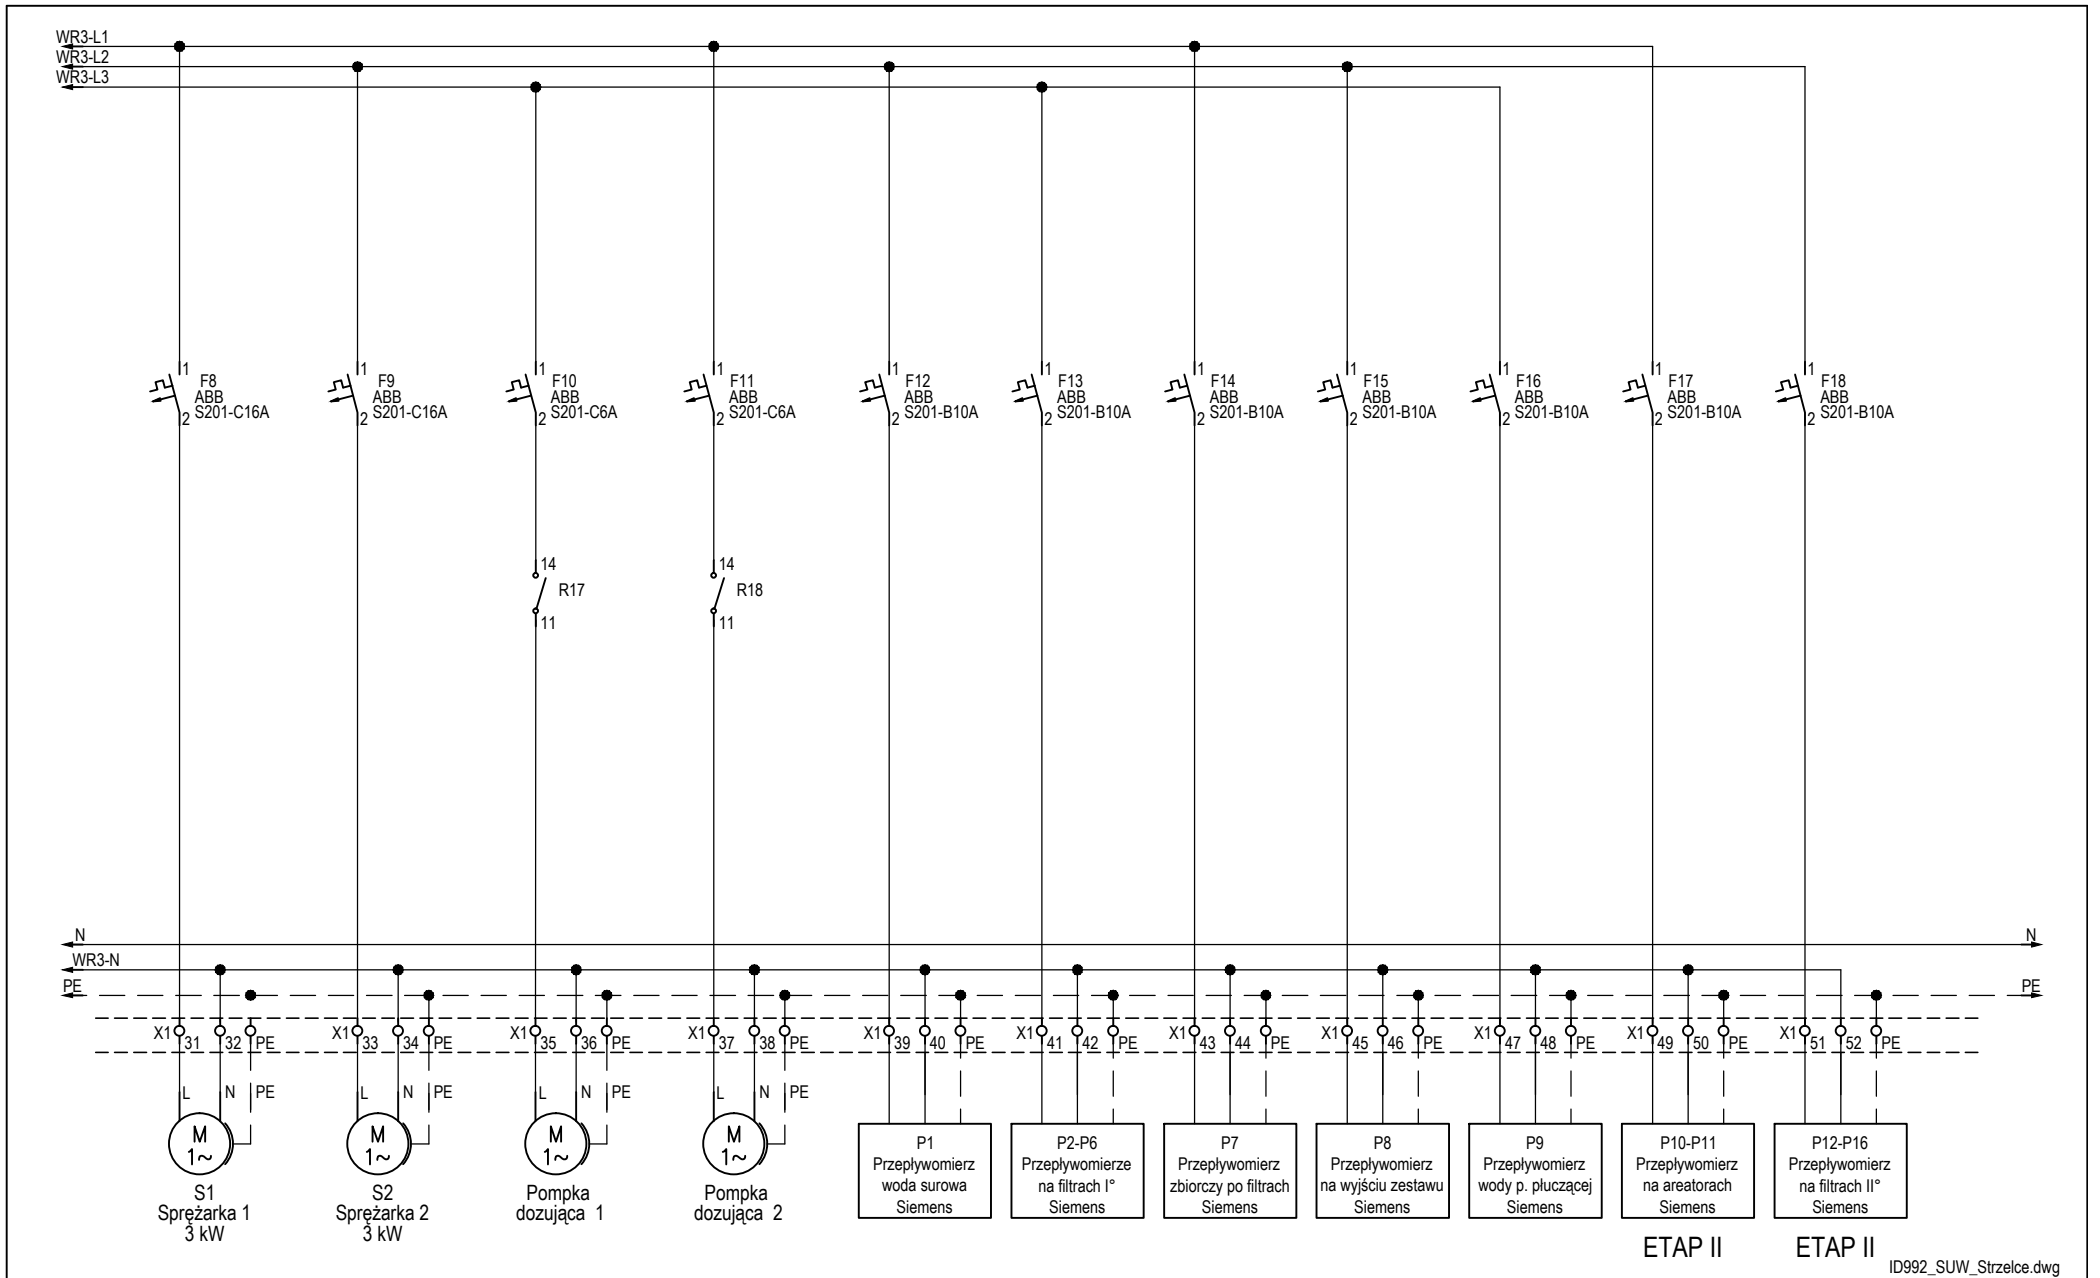 WR3-L1
WR3-L2
WR3-L3
1
F8
ABB
S201-C16A
2
1
F9
ABB
S201-C16A
2
1
F10
ABB
S201-C6A
2
1
F11
ABB
S201-C6A
2
1
F12
ABB
S201-B10A
2
1
F13
ABB
S201-B10A
2
1
F14
ABB
S201-B10A
2
1
F15
ABB
S201-B10A
2
1
F16
ABB
S201-B10A
2
1
F17
ABB
S201-B10A
2
1
F18
ABB
S201-B10A
2
14
R17
11
14
R18
11
N
N
WR3-N
PE
PE
X1 31 32 PE
X1 33 34 PE
X1 35 36 PE
X1 37 38 PE
X1 39 40 PE
X1 41 42 PE
X1 43 44 PE
X1 45 46 PE
X1 47 48 PE
X1 49 50 PE
X1 51 52 PE
L N PE
L N PE
L N PE
L N PE
M
1~
S1
Sprężarka 1
3 kW
M
1~
S2
Sprężarka 2
3 kW
M
1~
Pompka
dozująca 1
M
1~
Pompka
dozująca 2
P1
Przepływomierz
woda surowa
Siemens
P2-P6
Przepływomierze
na filtrach I°
Siemens
P7
Przepływomierz
zbiorczy po filtrach
Siemens
P8
Przepływomierz
na wyjściu zestawu
Siemens
P9
Przepływomierz
wody p. płuczącej
Siemens
P10-P11
Przepływomierz
na areatorach
Siemens
P12-P16
Przepływomierz
na filtrach II°
Siemens
ETAP II
ETAP II
ID992_SUW_Strzelce.dwg